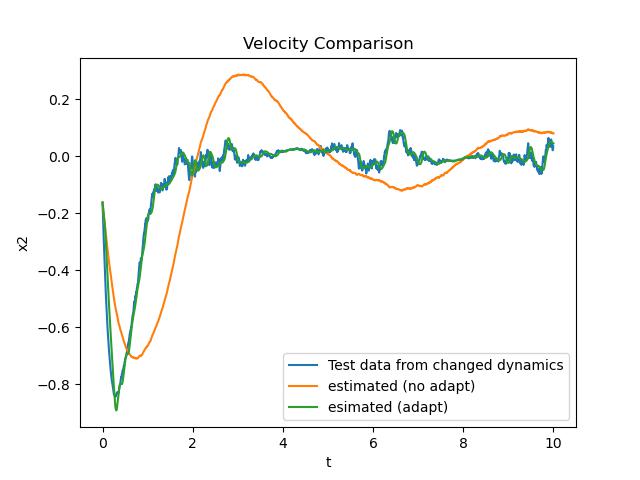 Velocity Comparison
0.2
0.0
−0.2
−0.4
−0.6
−0.8
x2
Test data from changed dynamics
estimated (no adapt)
esimated (adapt)
0 2 4 6 8 10
t